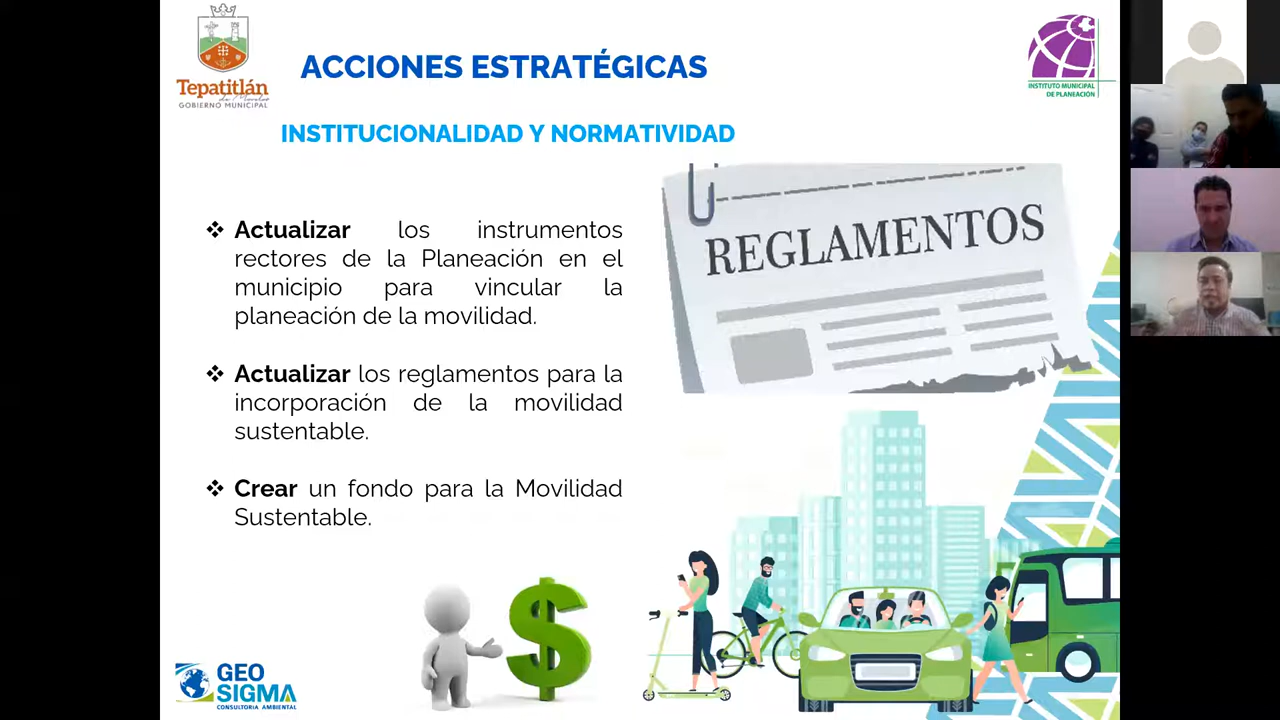 Tepatitlán
de Morelos
GOBIERNO MUNICIPAL
ACCIONES ESTRATÉGICAS
INSTITUTO MUNICIPAL
DE PLANEACIÓN
INSTITUCIONALIDAD Y NORMATIVIDAD
❖ Actualizar los instrumentos
rectores de la Planeación en el
municipio para vincular la
planeación de la movilidad.
❖ Actualizar los reglamentos para la
incorporación de la movilidad
sustentable.
❖ Crear un fondo para la Movilidad
Sustentable.
REGLAMENTOS
$
GEO
SIGMA
CONSULTORIA AMBIENTAL